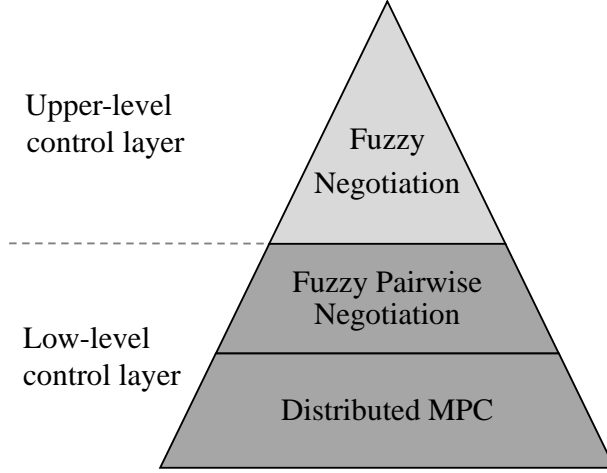 Upper-level
control layer
Fuzzy
Negotiation
Fuzzy Pairwise
Negotiation
Low-level
control layer
Distributed MPC